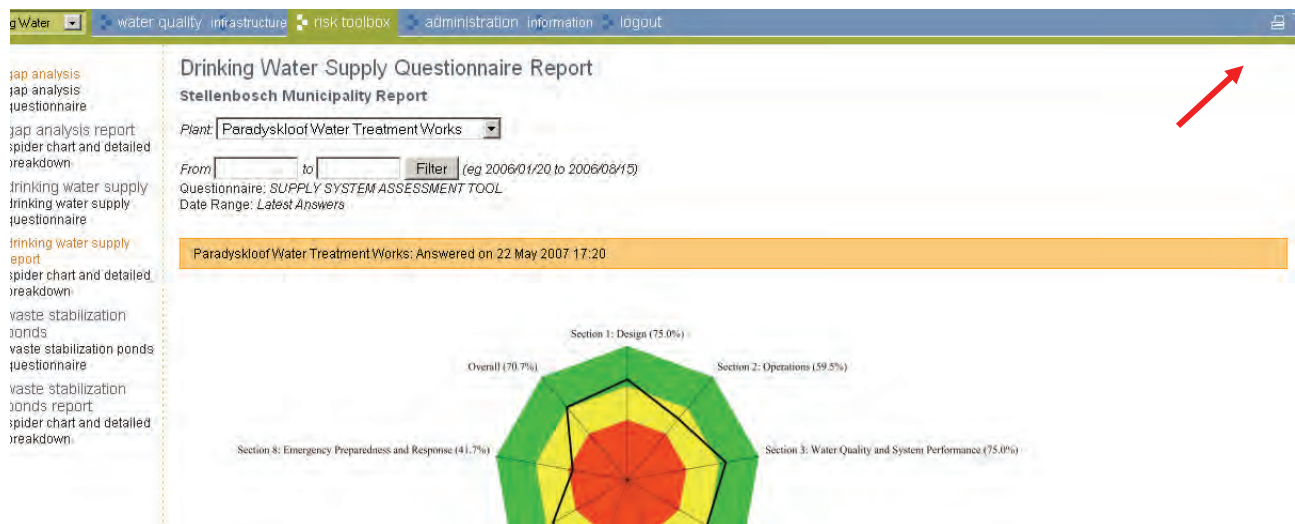 g Water water quality infrastructure risk toolbox administration information logout
gap analysis
gap analysis
questionnaire
gap analysis report
spider chart and detailed
breakdown
drinking water supply
drinking water supply
questionnaire
drinking water supply
report
spider chart and detailed
breakdown
waste stabilization
ponds
waste stabilization ponds
questionnaire
waste stabilization
ponds report
spider chart and detailed
breakdown
Drinking Water Supply Questionnaire Report
Stellenbosch Municipality Report
Plant: Paradyskloof Water Treatment Works
From to Filter (eg 2006/01/20 to 2006/08/15)
Questionnaire: SUPPLY SYSTEM ASSESSMENT TOOL
Date Range: Latest Answers
Paradyskloof Water Treatment Works: Answered on 22 May 2007 17:20
Section 1: Design (75.0%)
Overall (70.7%) Section 2: Operations (59.5%)
Section 8: Emergency Preparedness and Response (41.7%) Section 3: Water Quality and System Performance (75.0%)